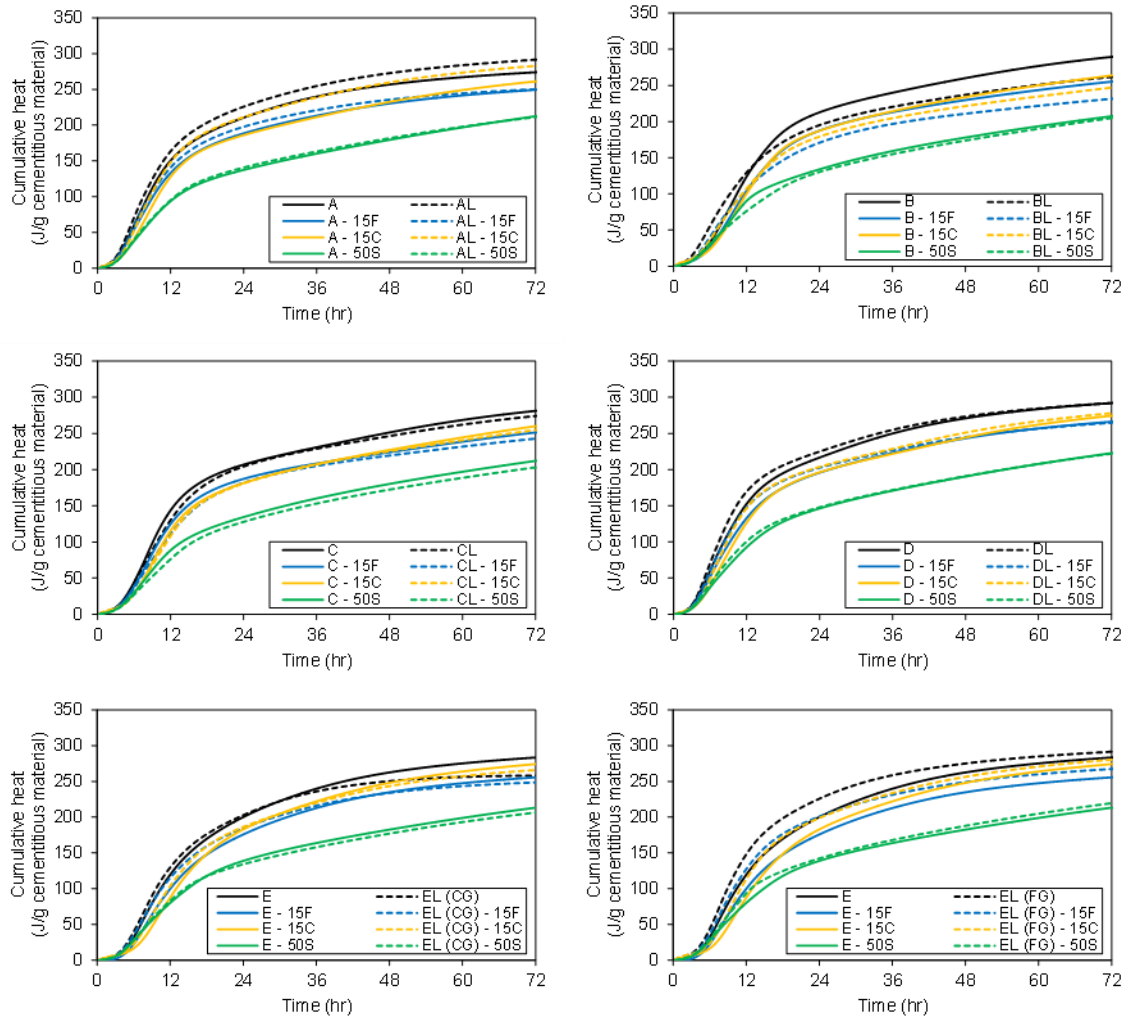 Cumulative heat
(J/g cementitious material)
350
300
250
200
150
100
50
0
A
AL
A - 15F
AL - 15F
A - 15C
AL - 15C
A - 50S
AL - 50S
0 12 24 36 48 60 72
Time (hr)
Cumulative heat
(J/g cementitious material)
350
300
250
200
150
100
50
0
B
BL
B - 15F
BL - 15F
B - 15C
BL - 15C
B - 50S
BL - 50S
0 12 24 36 48 60 72
Time (hr)
Cumulative heat
(J/g cementitious material)
350
300
250
200
150
100
50
0
C
CL
C - 15F
CL - 15F
C - 15C
CL - 15C
C - 50S
CL - 50S
0 12 24 36 48 60 72
Time (hr)
Cumulative heat
(J/g cementitious material)
350
300
250
200
150
100
50
0
D
DL
D - 15F
DL - 15F
D - 15C
DL - 15C
D - 50S
DL - 50S
0 12 24 36 48 60 72
Time (hr)
Cumulative heat
(J/g cementitious material)
350
300
250
200
150
100
50
0
E
EL (CG)
E - 15F
EL (CG) - 15F
E - 15C
EL (CG) - 15C
E - 50S
EL (CG) - 50S
0 12 24 36 48 60 72
Time (hr)
Cumulative heat
(J/g cementitious material)
350
300
250
200
150
100
50
0
E
EL (FG)
E - 15F
EL (FG) - 15F
E - 15C
EL (FG) - 15C
E - 50S
EL (FG) - 50S
0 12 24 36 48 60 72
Time (hr)